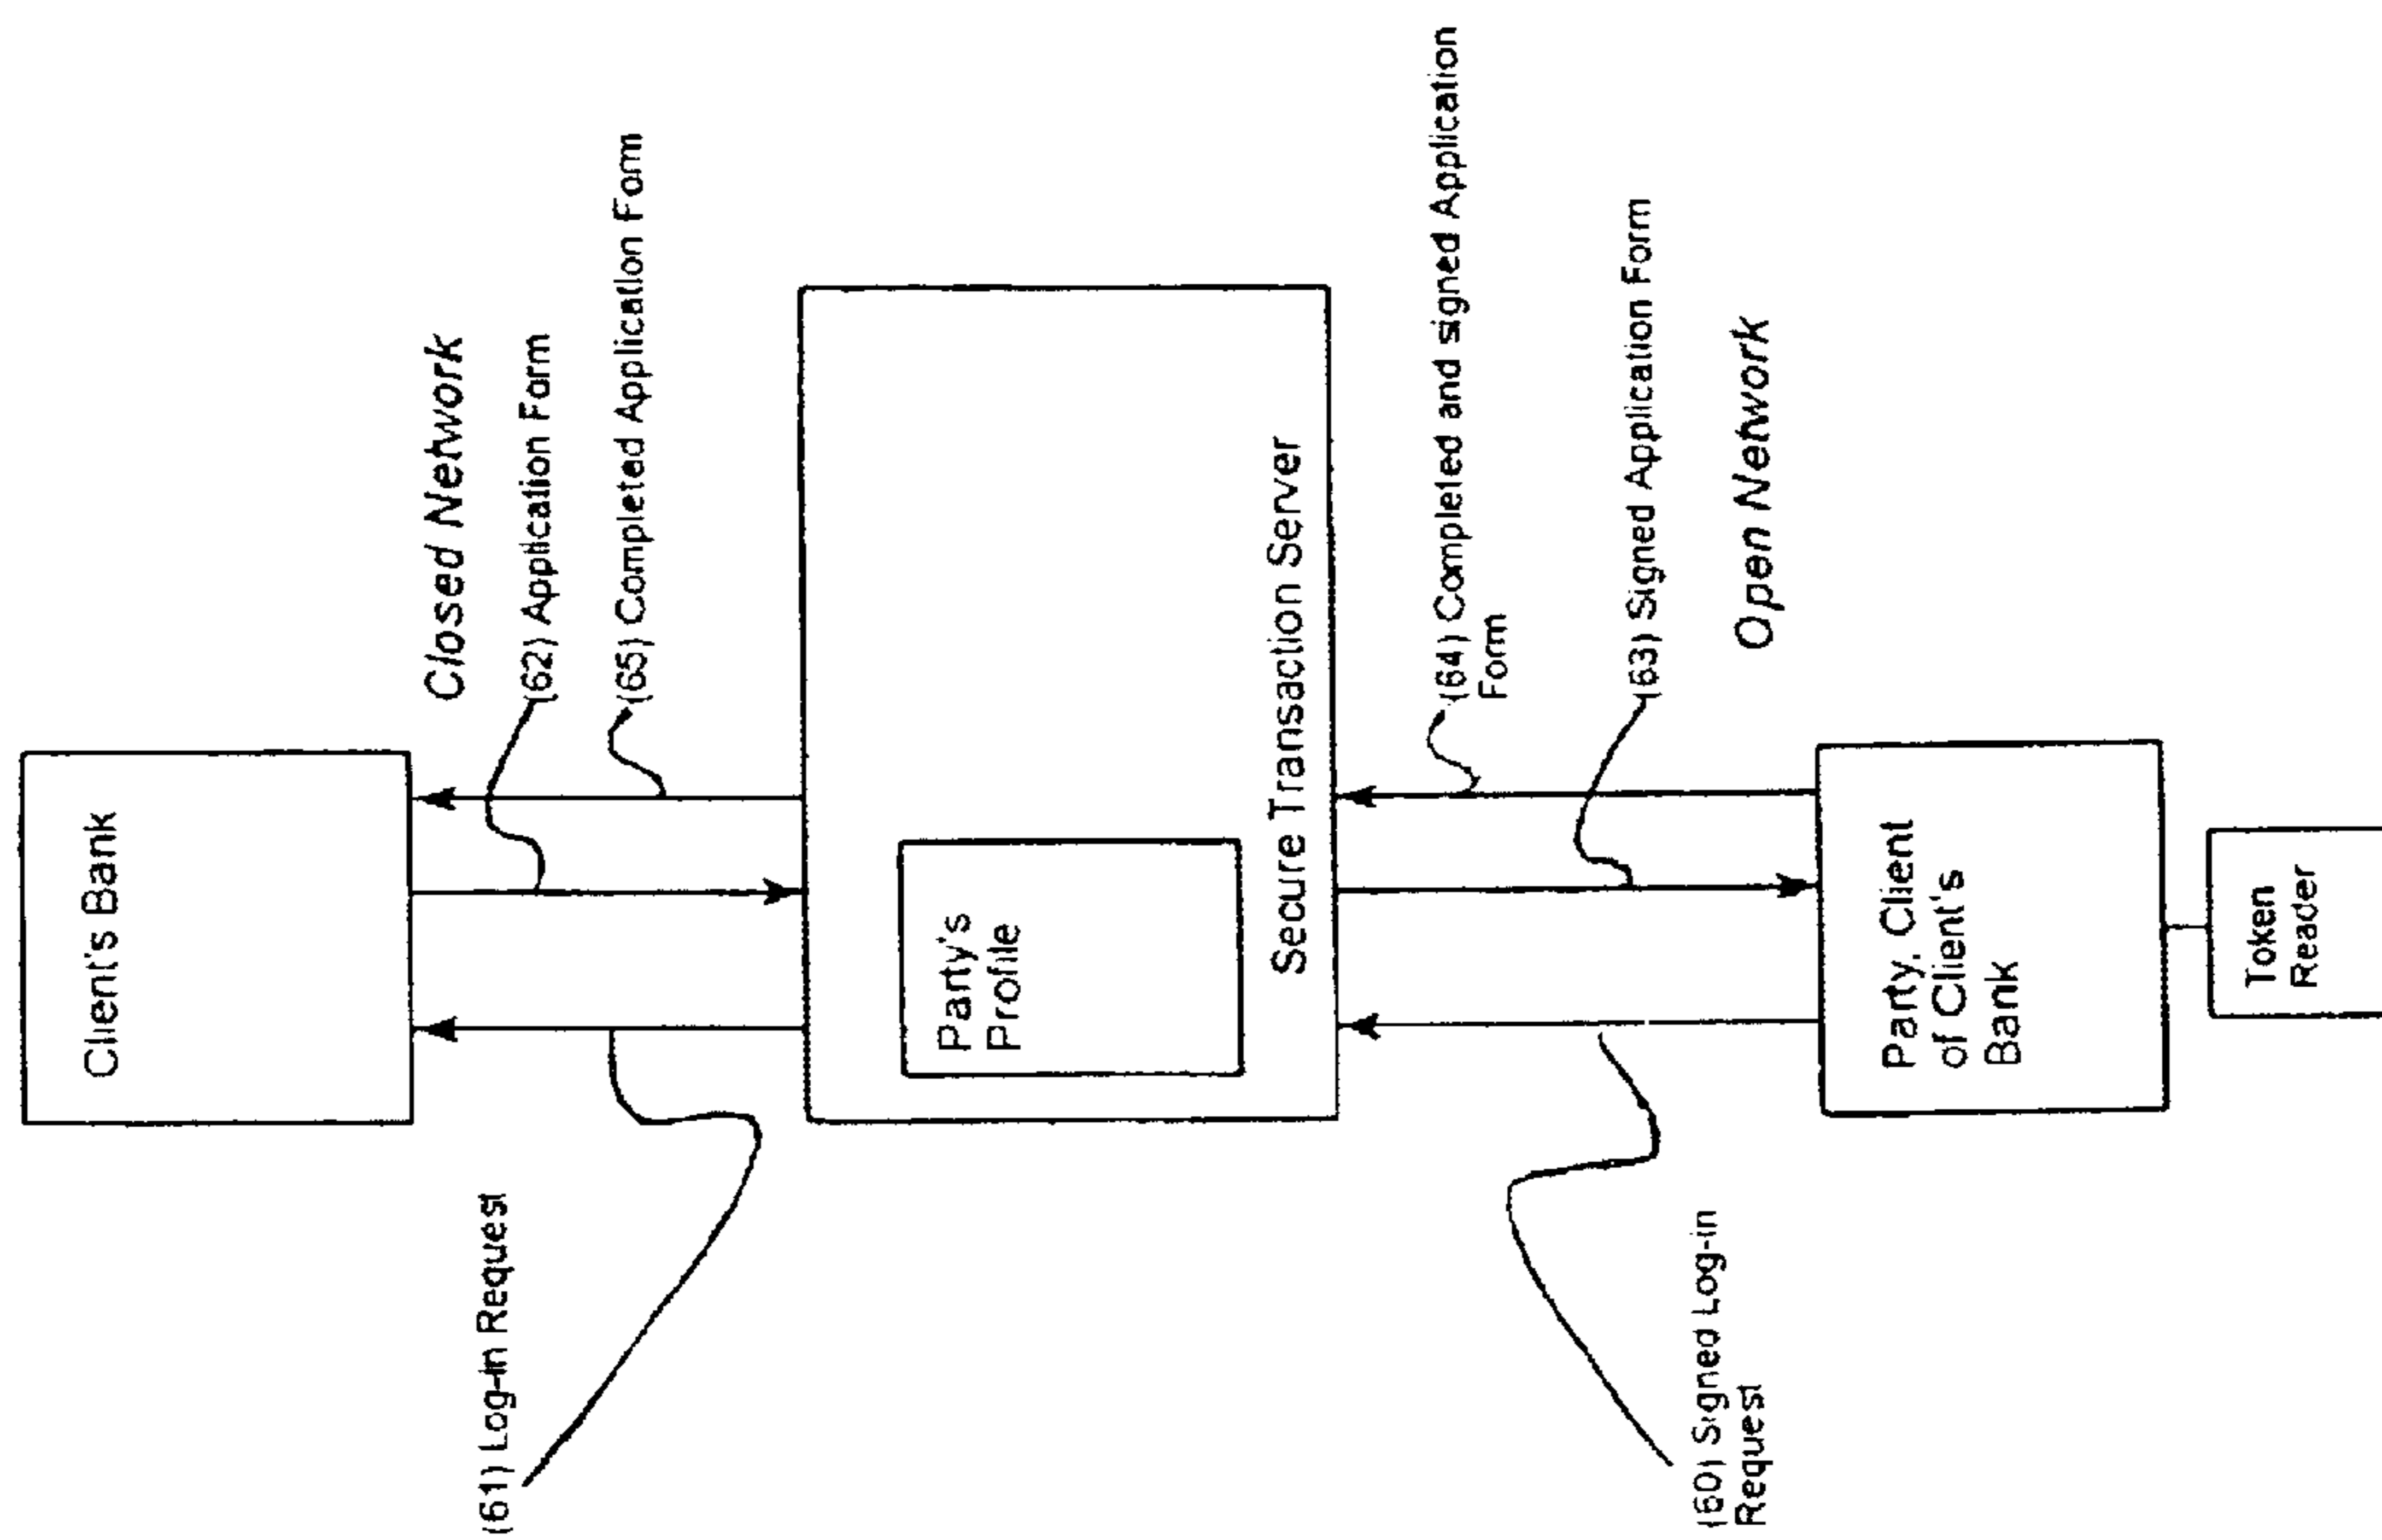 Client's Bank
Closed Network
(62) Application Form
(65) Completed Application Form
(61) Log-in Request
Party's
Profile
Secure Transaction Server
(64) Completed and signed Application
Form
(63) Signed Application Form
Open Network
(60) Signed Log-in
Request
Party, Client
of Client's
Bank
Token
Reader